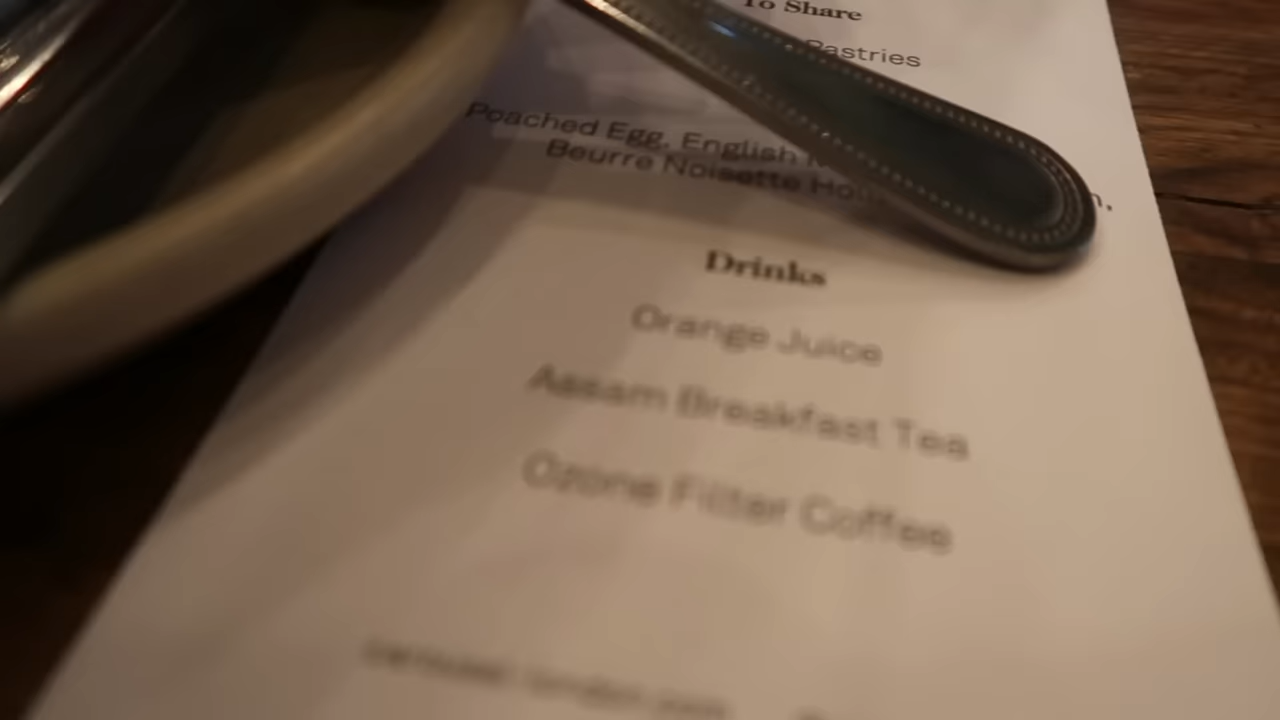 To Share
Pastries
Poached Egg, English
Beurre Noisette
Drinks
Orange Juice
Assam Breakfast Tea
Ozone Filter Coffee